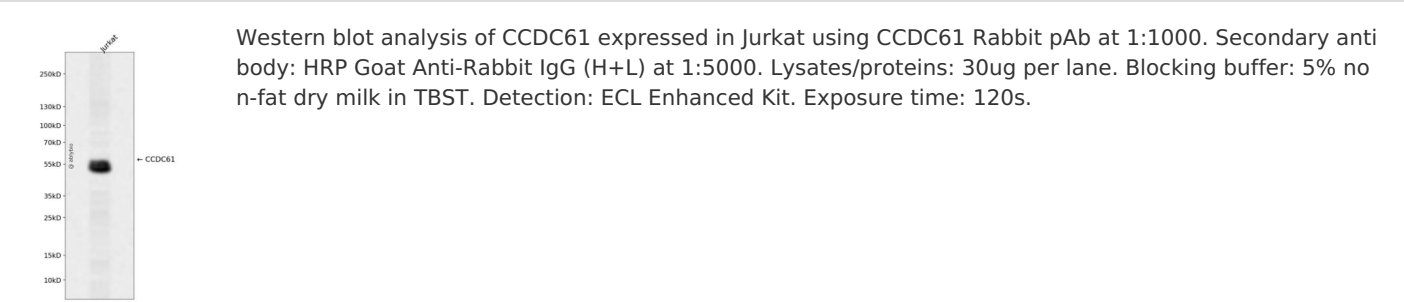 Jurkat
250kD
130kD
100kD
70kD
55kD
35kD
25kD
15kD
10kD
@ ablybio
← CCDC61
Western blot analysis of CCDC61 expressed in Jurkat using CCDC61 Rabbit pAb at 1:1000. Secondary anti
body: HRP Goat Anti-Rabbit IgG (H+L) at 1:5000. Lysates/proteins: 30ug per lane. Blocking buffer: 5% no
n-fat dry milk in TBST. Detection: ECL Enhanced Kit. Exposure time: 120s.